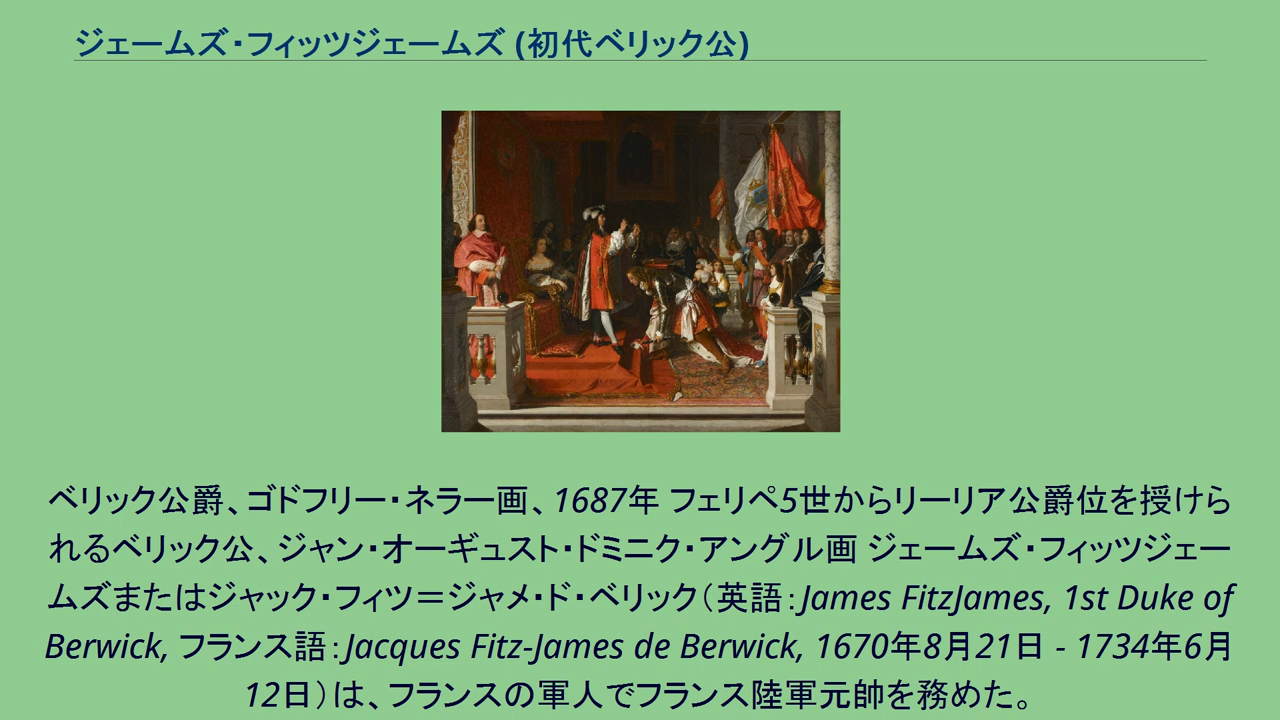 ジェームズ・フィッツジェームズ (初代ベリック公)
ベリック公爵、ゴドフリー・ネラー画、1687年 フェリペ5世からリーリア公爵位を授けら
れるベリック公、ジャン・オーギュスト・ドミニク・アングル画 ジェームズ・フィッツジェー
ムズまたはジャック・フィツ＝ジャメ・ド・ベリック（英語：James FitzJames, 1st Duke of
Berwick, フランス語：Jacques Fitz-James de Berwick, 1670年8月21日 - 1734年6月
12日）は、フランスの軍人でフランス陸軍元帥を務めた。